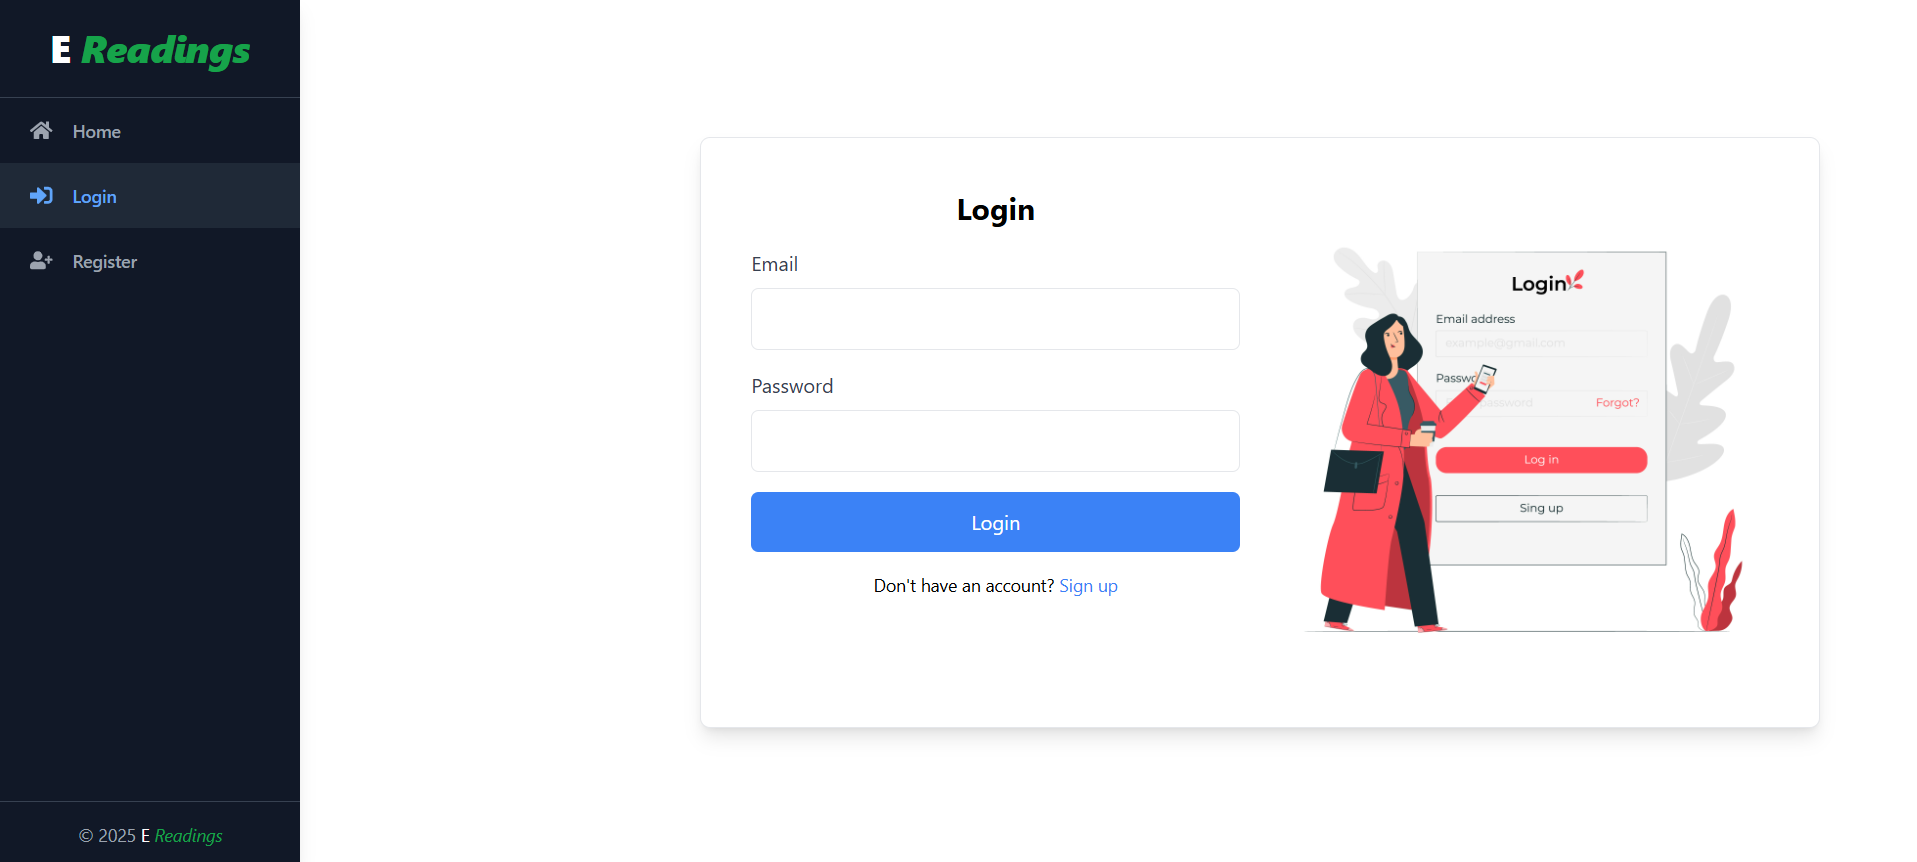 E Readings
Home
Login
Register
© 2025 E Readings
Login
Email
Password
Login
Don't have an account? Sign up
Login
Email address
example@gmail.com
password
Forgot?
Log in
Sing up